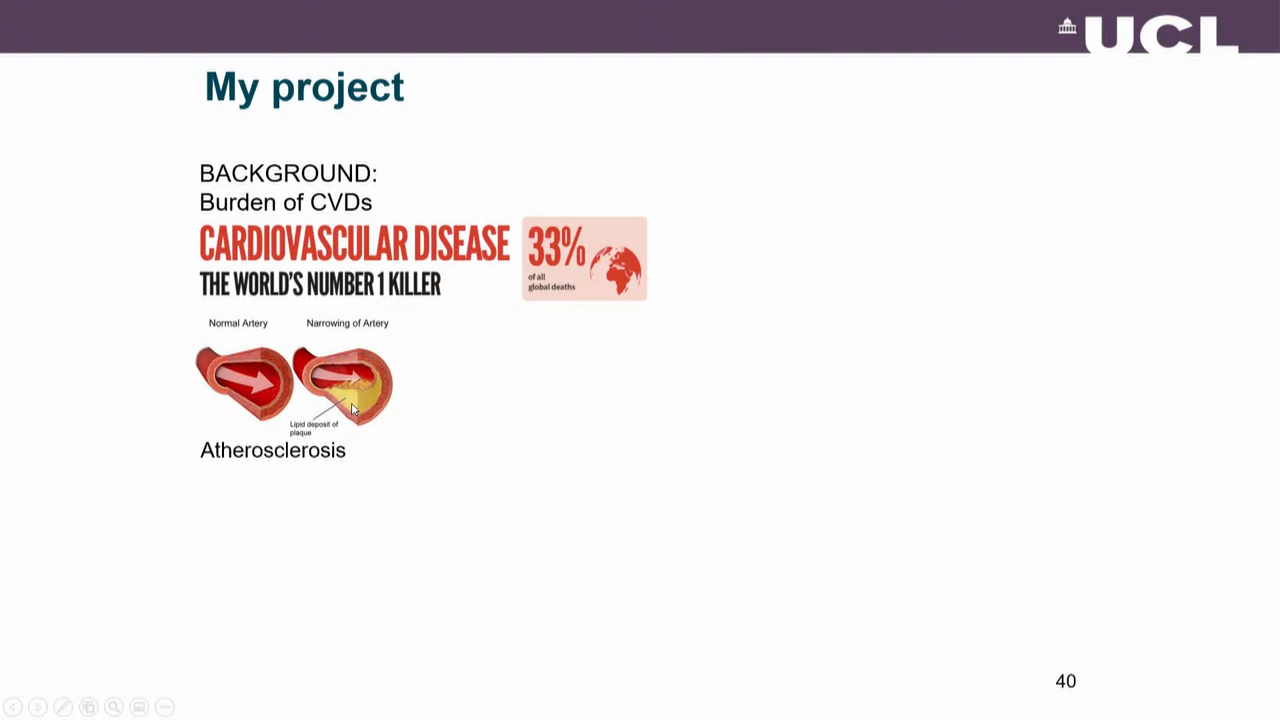 UCL
My project
BACKGROUND:
Burden of CVDs
CARDIOVASCULAR DISEASE
THE WORLD'S NUMBER 1 KILLER
33%
of all
global deaths
Normal Artery
Narrowing of Artery
Lipid deposit of
plaque
Atherosclerosis
40